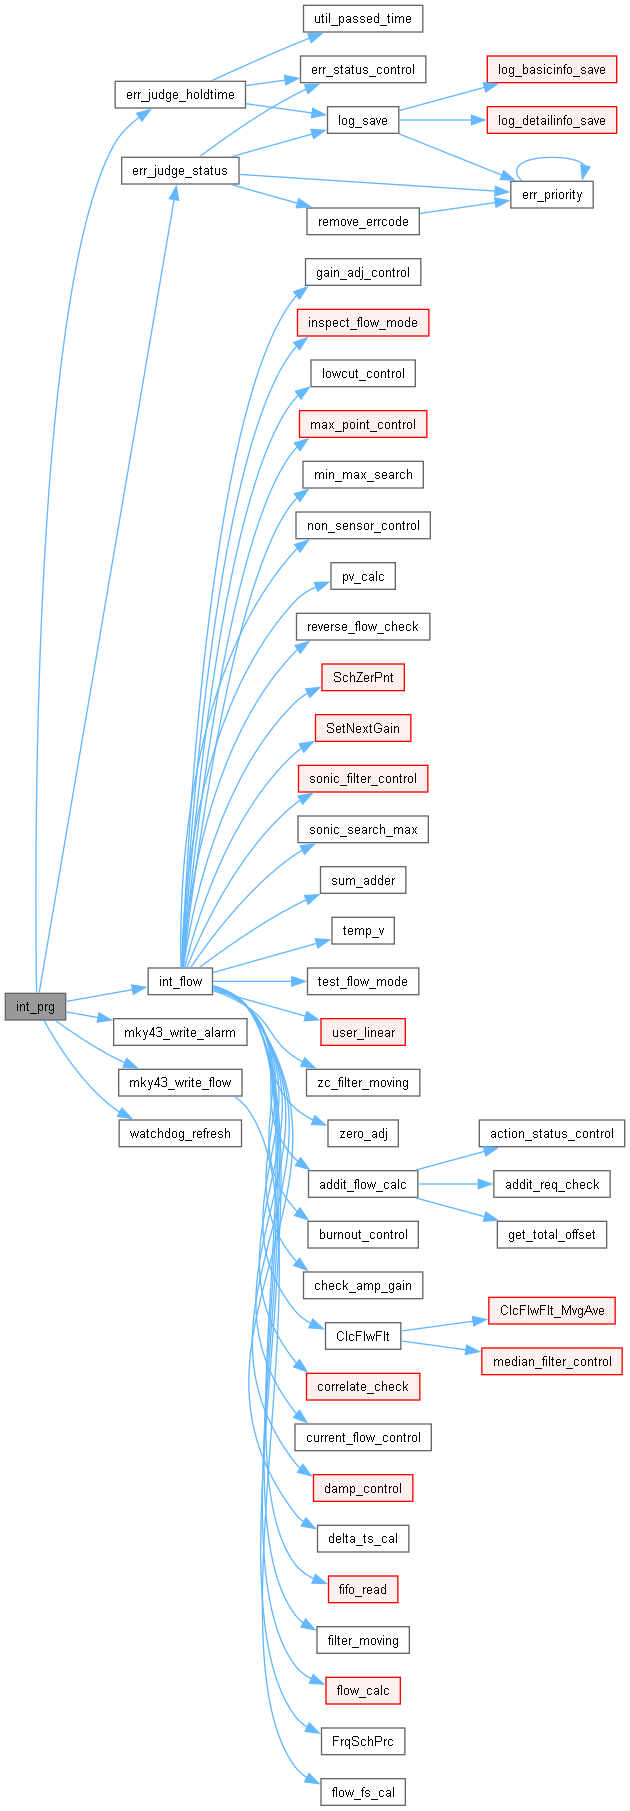 util_passed_time
err_status_control
log_basicinfo_save
err_judge_holdtime
log_save
log_detailinfo_save
err_judge_status
err_priority
remove_errcode
gain_adj_control
inspect_flow_mode
lowcut_control
max_point_control
min_max_search
non_sensor_control
pv_calc
reverse_flow_check
SchZerPnt
SetNextGain
sonic_filter_control
sonic_search_max
sum_adder
temp_v
int_flow
test_flow_mode
int_prg
mky43_write_alarm
user_linear
mky43_write_flow
zc_filter_moving
watchdog_refresh
zero_adj
action_status_control
addit_flow_calc
addit_req_check
burnout_control
get_total_offset
check_amp_gain
ClcFlwFlt
ClcFlwFlt_MvgAve
median_filter_control
correlate_check
current_flow_control
damp_control
delta_ts_cal
fifo_read
filter_moving
flow_calc
FrqSchPrc
flow_fs_cal